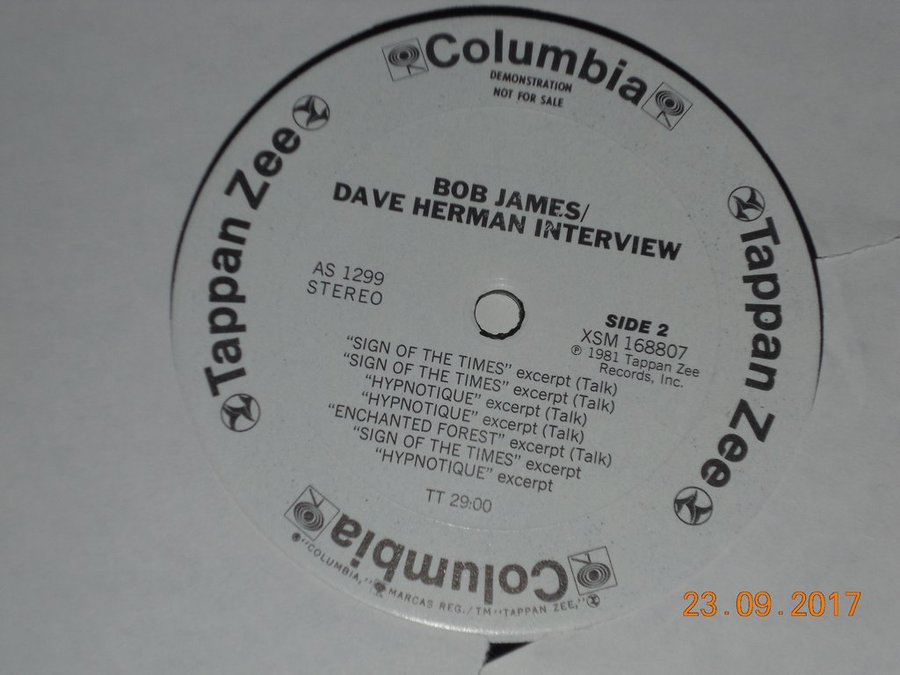 Columbia
DEMONSTRATION
NOT FOR SALE
Tappan Zee
Tappan Zee
BOB JAMES/
DAVE HERMAN INTERVIEW
AS 1299
STEREO
SIDE 2
XSM 168807
℗ 1981 Tappan Zee
Records, Inc.
"SIGN OF THE TIMES" excerpt (Talk)
"SIGN OF THE TIMES" excerpt (Talk)
"HYPNOTIQUE" excerpt (Talk)
"HYPNOTIQUE" excerpt (Talk)
"ENCHANTED FOREST" excerpt (Talk)
"SIGN OF THE TIMES" excerpt
"HYPNOTIQUE" excerpt
TT 29:00
Columbia
"COLUMBIA," MARCAS REG./TM "TAPPAN ZEE,"
23.09.2017